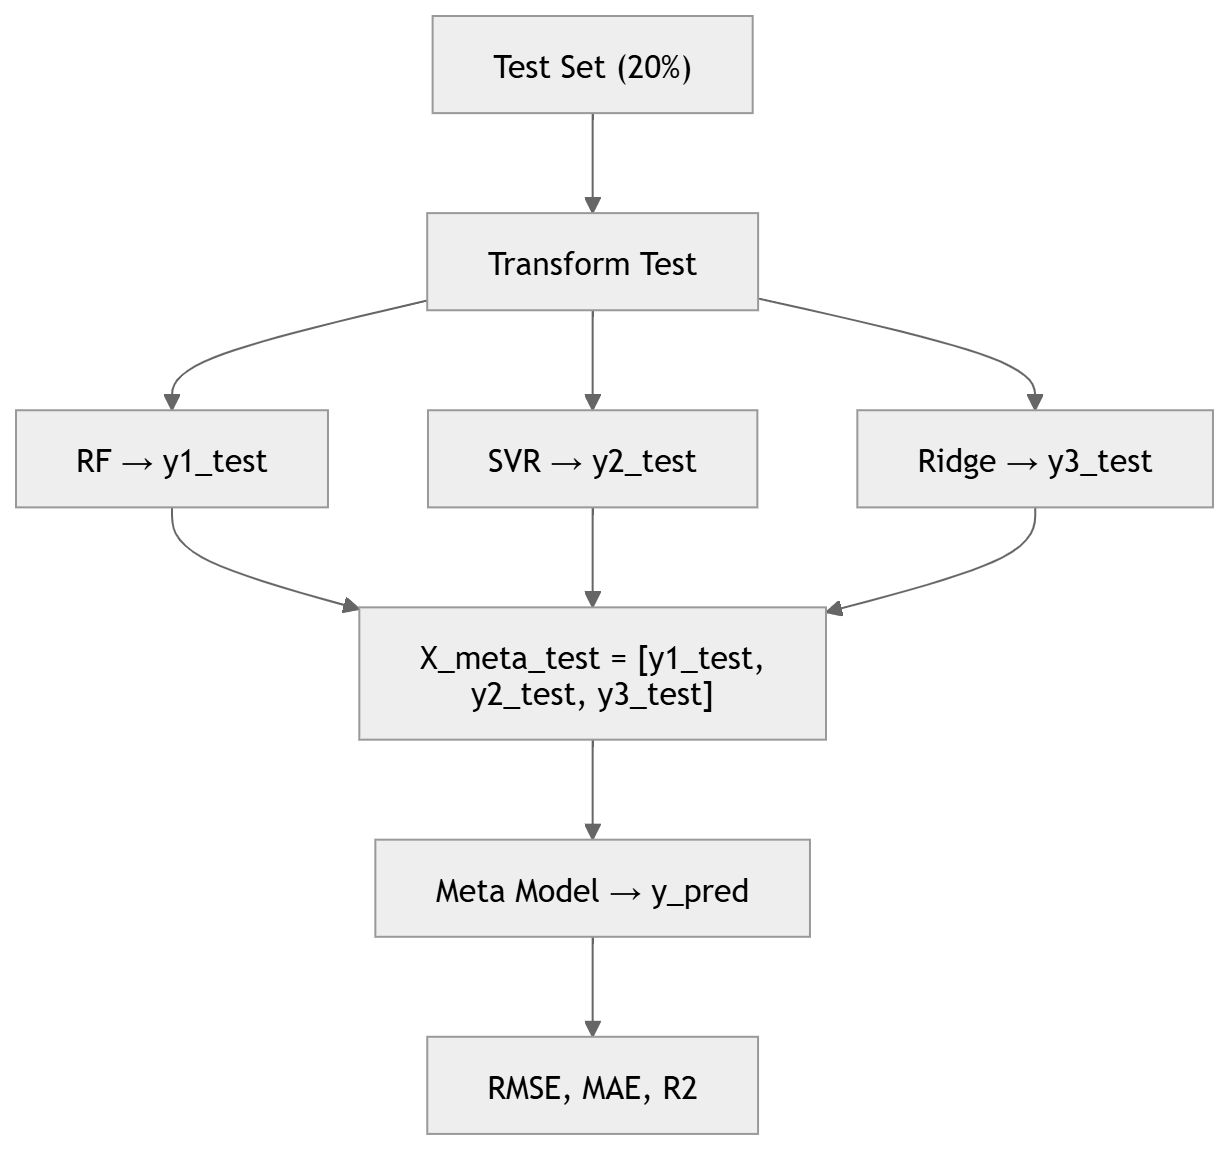 Test Set (20%)
Transform Test
RF → y1_test
SVR → y2_test
Ridge → y3_test
X_meta_test = [y1_test,
y2_test, y3_test]
Meta Model → y_pred
RMSE, MAE, R2